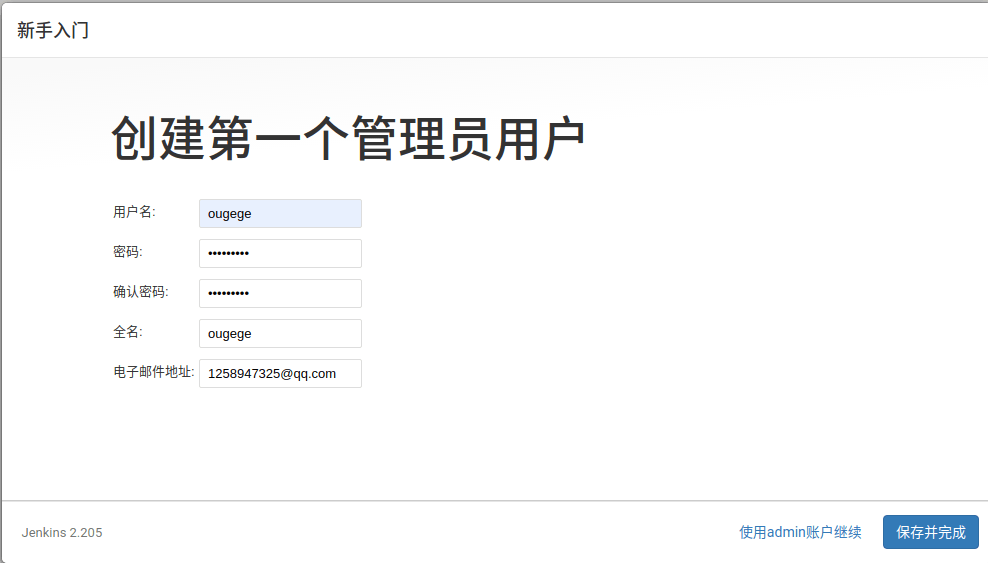 新手入门
创建第一个管理员用户
用户名: ougege
密码: •••••••••
确认密码: •••••••••
全名: ougege
电子邮件地址: 1258947325@qq.com
Jenkins 2.205 使用admin账户继续 保存并完成